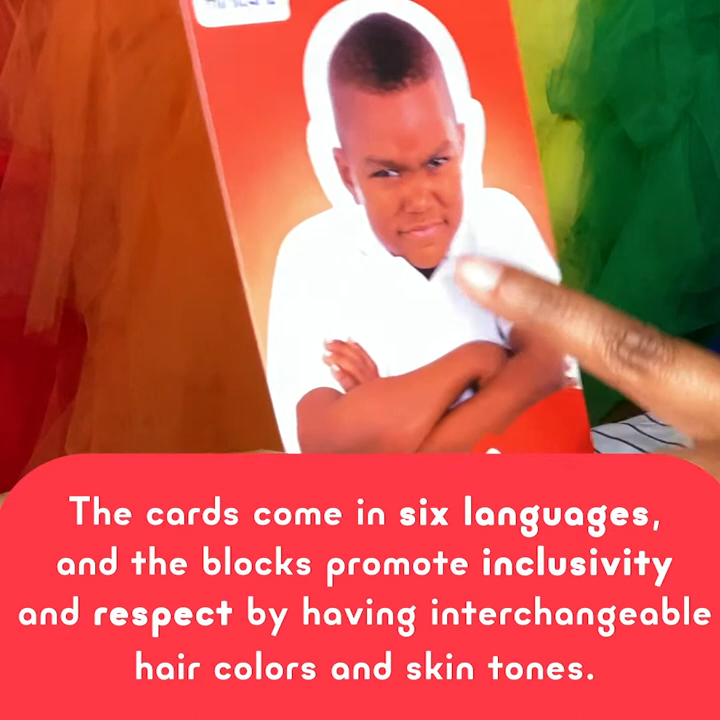 The cards come in six languages,
and the blocks promote inclusivity
and respect by having interchangeable
hair colors and skin tones.